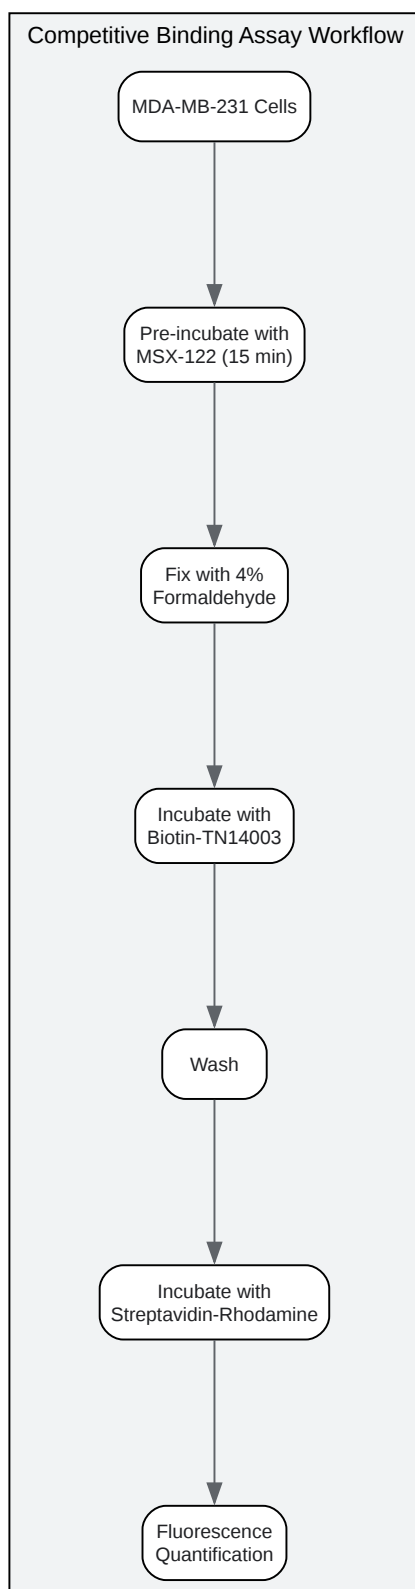 Competitive Binding Assay Workflow
MDA-MB-231 Cells
Pre-incubate with
MSX-122 (15 min)
Fix with 4%
Formaldehyde
Incubate with
Biotin-TN14003
Wash
Incubate with
Streptavidin-Rhodamine
Fluorescence
Quantification